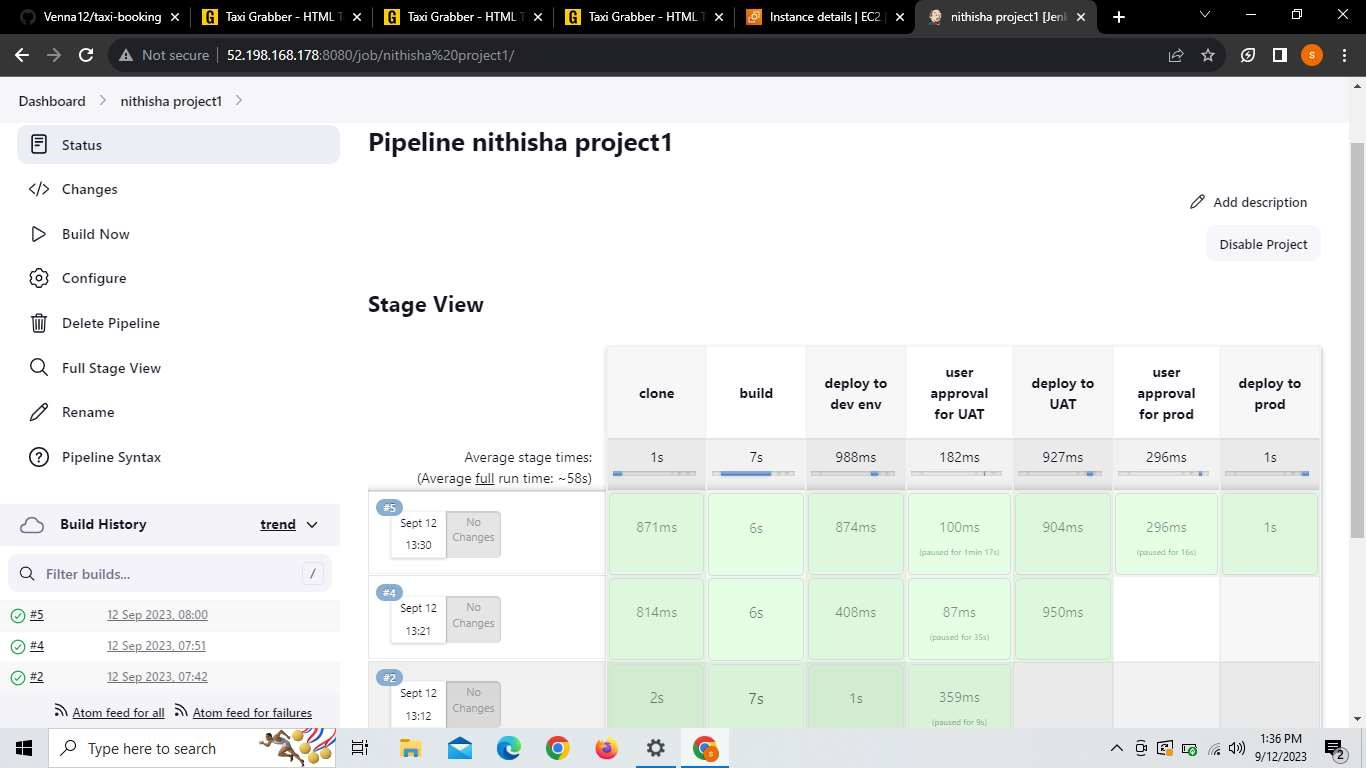 Venna12/taxi-booking
Taxi Grabber - HTML T
Taxi Grabber - HTML T
Taxi Grabber - HTML T
Instance details | EC2
nithisha project1 [Jenk
Not secure
52.198.168.178:8080/job/nithisha%20project1/
S
Dashboard
nithisha project1
Status
Changes
Build Now
Configure
Delete Pipeline
Full Stage View
Rename
Pipeline Syntax
Build History
trend
Filter builds...
/
#5 12 Sep 2023, 08:00
#4 12 Sep 2023, 07:51
#2 12 Sep 2023, 07:42
Atom feed for all
Atom feed for failures
Pipeline nithisha project1
Add description
Disable Project
Stage View
clone
build
deploy to
dev env
user
approval
for UAT
deploy to
UAT
user
approval
for prod
deploy to
prod
Average stage times:
(Average full run time: ~58s)
1s
7s
988ms
182ms
927ms
296ms
1s
#5
Sept 12
13:30
No
Changes
871ms
6s
874ms
100ms
(paused for 1min 17s)
904ms
296ms
(paused for 16s)
1s
#4
Sept 12
13:21
No
Changes
814ms
6s
408ms
87ms
(paused for 35s)
950ms
#2
Sept 12
13:12
No
Changes
2s
7s
1s
359ms
(paused for 9s)
Type here to search
S
1:36 PM
9/12/2023
2